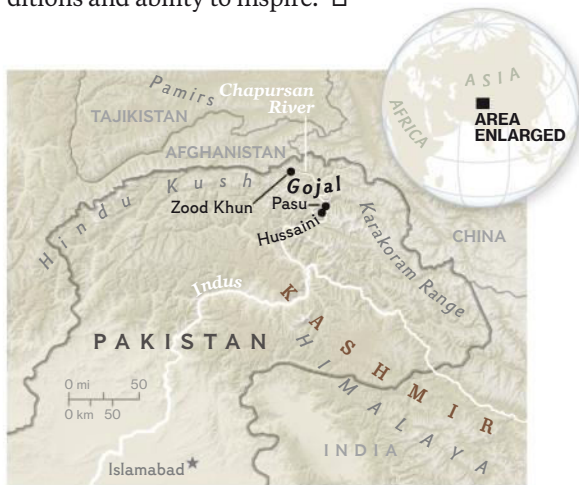 ditions and ability to inspire.
ASIA
AFRICA
AREA
ENLARGED
Pamirs
Chapursan
River
TAJIKISTAN
AFGHANISTAN
Hindu Kush
Gojal
Zood Khun
Pasu
Hussaini
Karakoram Range
CHINA
Indus
KASHMIR
PAKISTAN
HIMALAYA
0 mi 50
0 km 50
INDIA
Islamabad